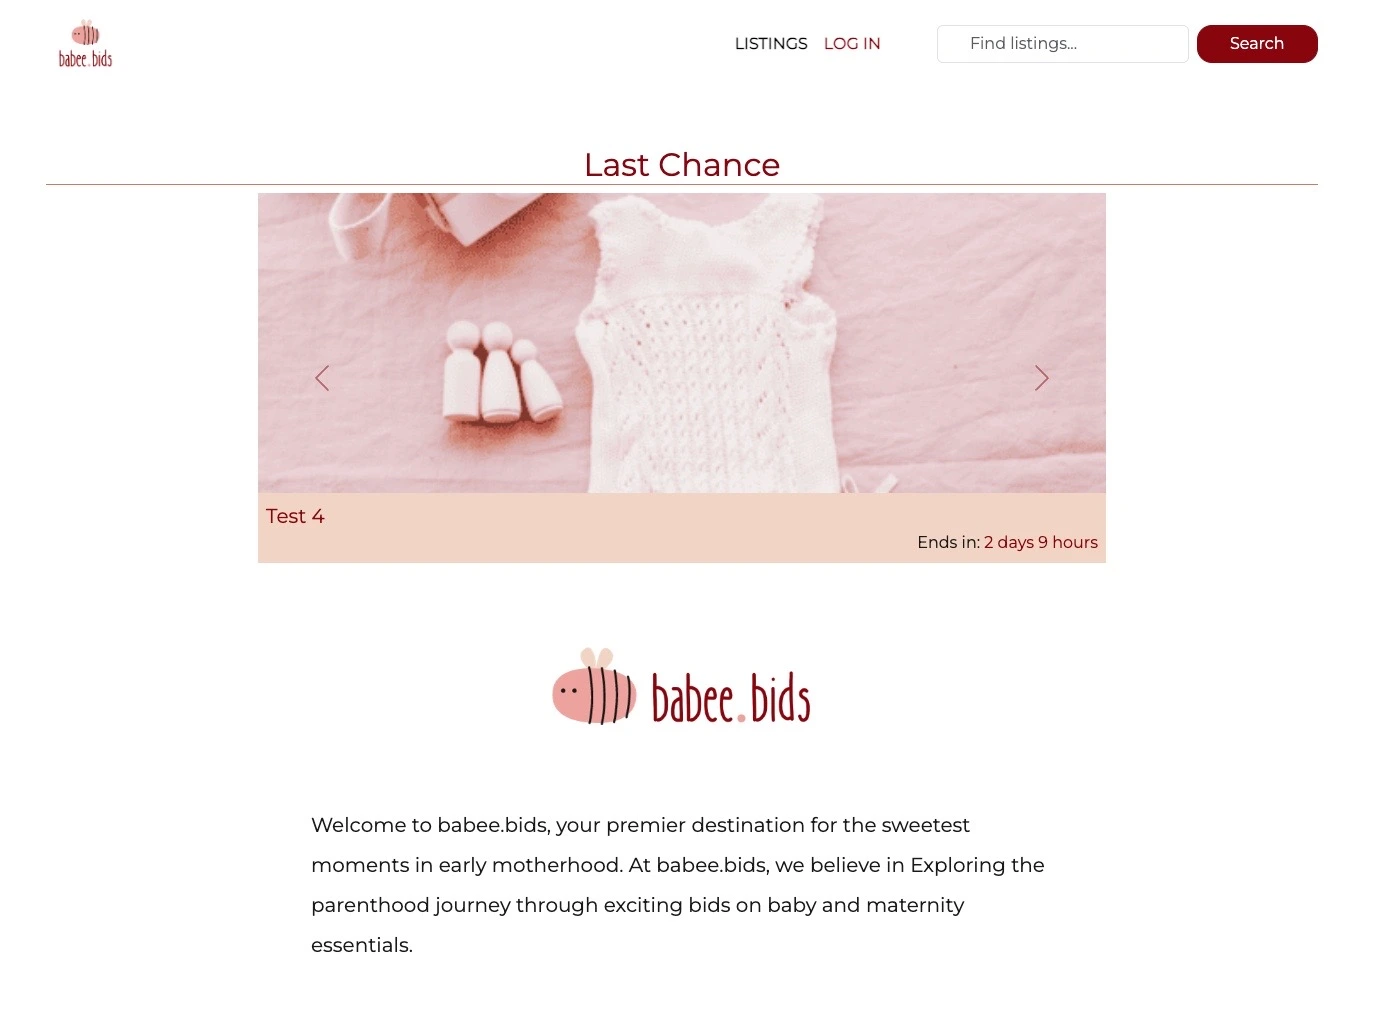 babee.bids
LISTINGS
LOG IN
Find listings...
Search
Last Chance
Test 4
Ends in: 2 days 9 hours
babee.bids
Welcome to babee.bids, your premier destination for the sweetest
moments in early motherhood. At babee.bids, we believe in Exploring the
parenthood journey through exciting bids on baby and maternity
essentials.